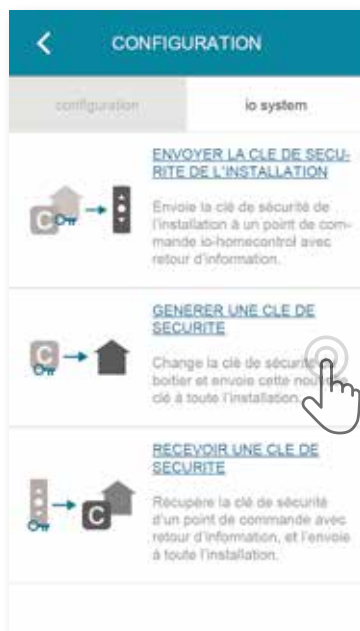 CONFIGURATION
configuration
io system
ENVOYER LA CLE DE SECU-
RITE DE L'INSTALLATION
Envoie la clé de sécurité de
l'installation à un point de com-
mande io-homecontrol avec
retour d'information.
GENERER UNE CLE DE
SECURITE
Change la clé de sécurité
boitier et envoie cette
clé à toute l'installation.
RECEVOIR UNE CLE DE
SECURITE
Récupère la clé de sécurité
d'un point de commande avec
retour d'information, et l'envoie
à toute l'installation.
C
C
C